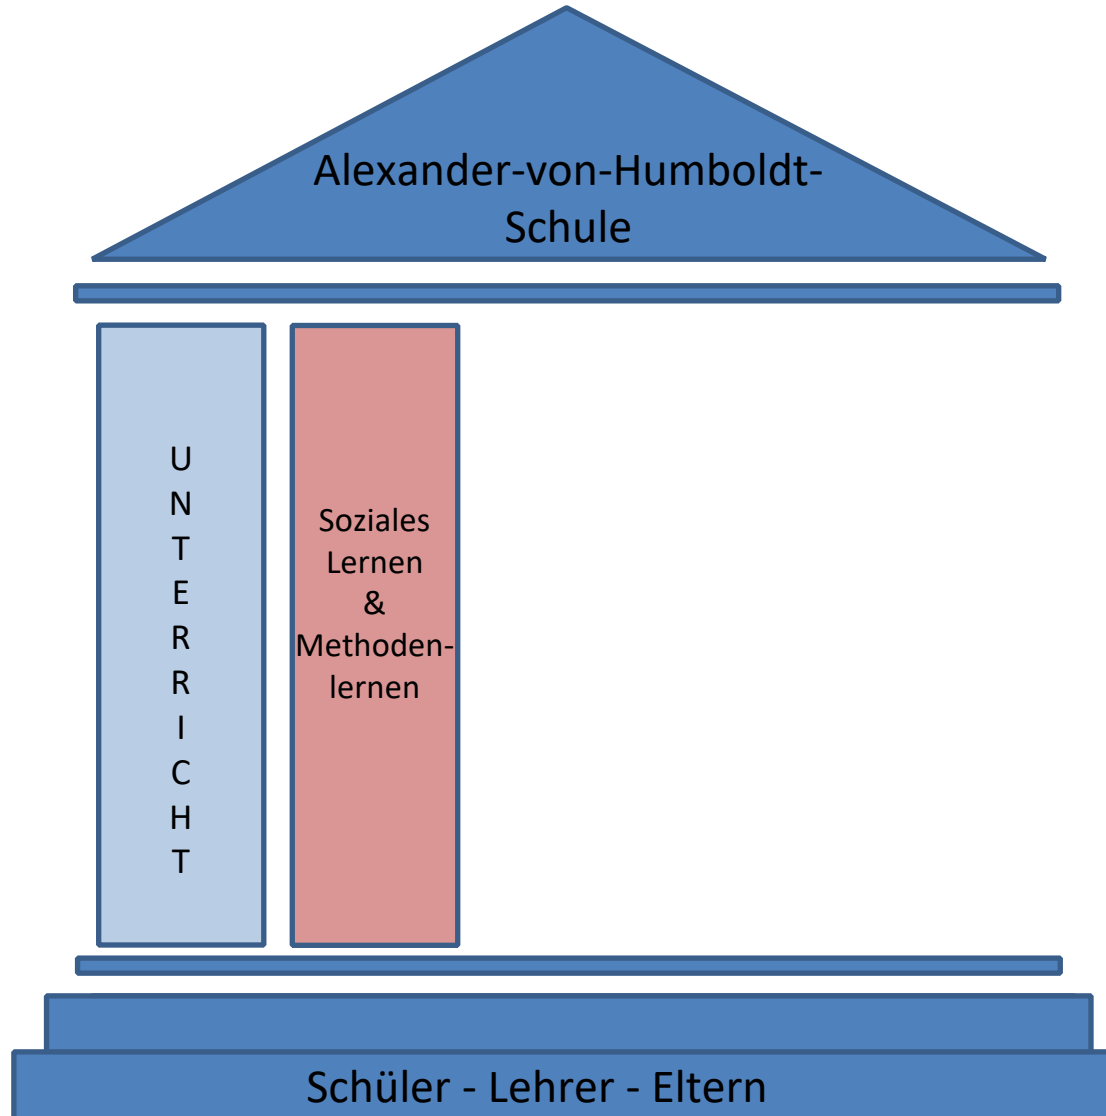 Alexander-von-Humboldt-
Schule
U
N
T
E
R
R
I
C
H
T
Soziales
Lernen
&
Methoden-
lernen
Schüler - Lehrer - Eltern